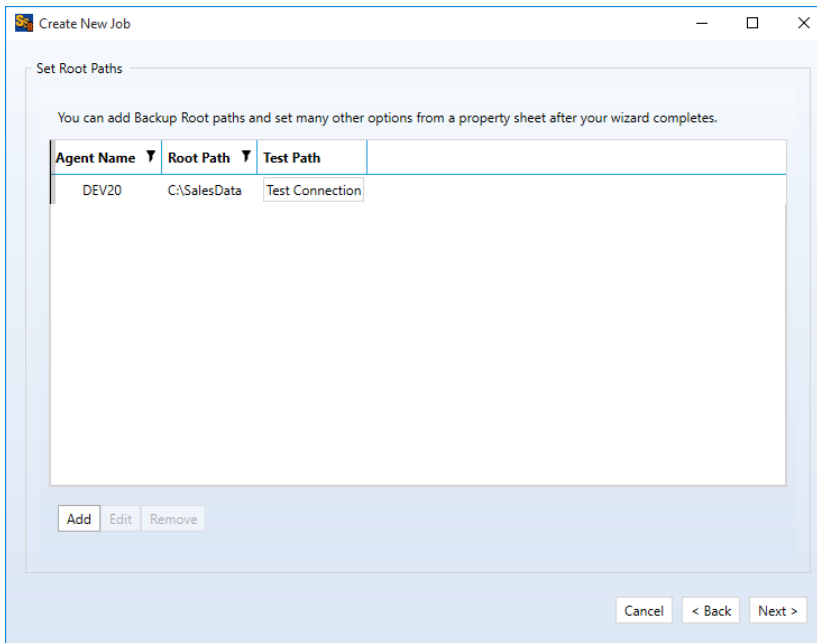 Create New Job
Set Root Paths
You can add Backup Root paths and set many other options from a property sheet after your wizard completes.
Agent Name Root Path Test Path
DEV20 C:\SalesData Test Connection
Add Edit Remove
Cancel < Back Next >